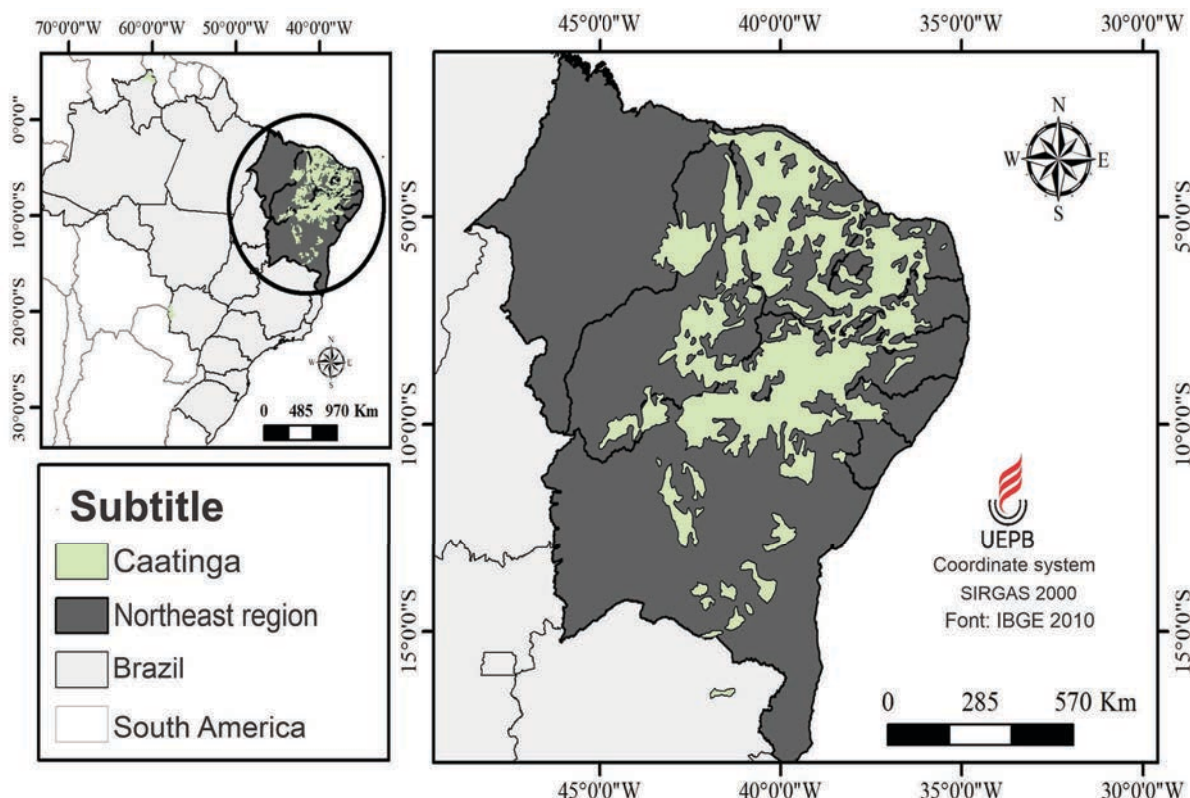 70°0'0"W 60°0'0"W 50°0'0"W 40°0'0"W
0°0'0"
10°0'0"S
20°0'0"S
30°0'0"S
N
W E
S
0 485 970 Km
Subtitle
Caatinga
Northeast region
Brazil
South America
45°0'0"W 40°0'0"W 35°0'0"W 30°0'0"W
5°0'0"S
10°0'0"S
15°0'0"S
N
W E
S
UEPB
Coordinate system
SIRGAS 2000
Font: IBGE 2010
0 285 570 Km
45°0'0"W 40°0'0"W 35°0'0"W 30°0'0"W